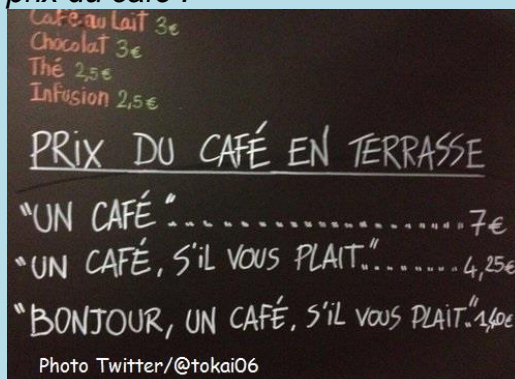 prix du café :
Café au Lait 3€
Chocolat 3€
Thé 2,5€
Infusion 2,5€
PRIX DU CAFÉ EN TERRASSE
"UN CAFÉ" ........................ 7€
"UN CAFÉ, S'IL VOUS PLAIT." ........ 4,25€
"BONJOUR, UN CAFÉ, S'IL VOUS PLAIT." 1,40€
Photo Twitter/@tokai06